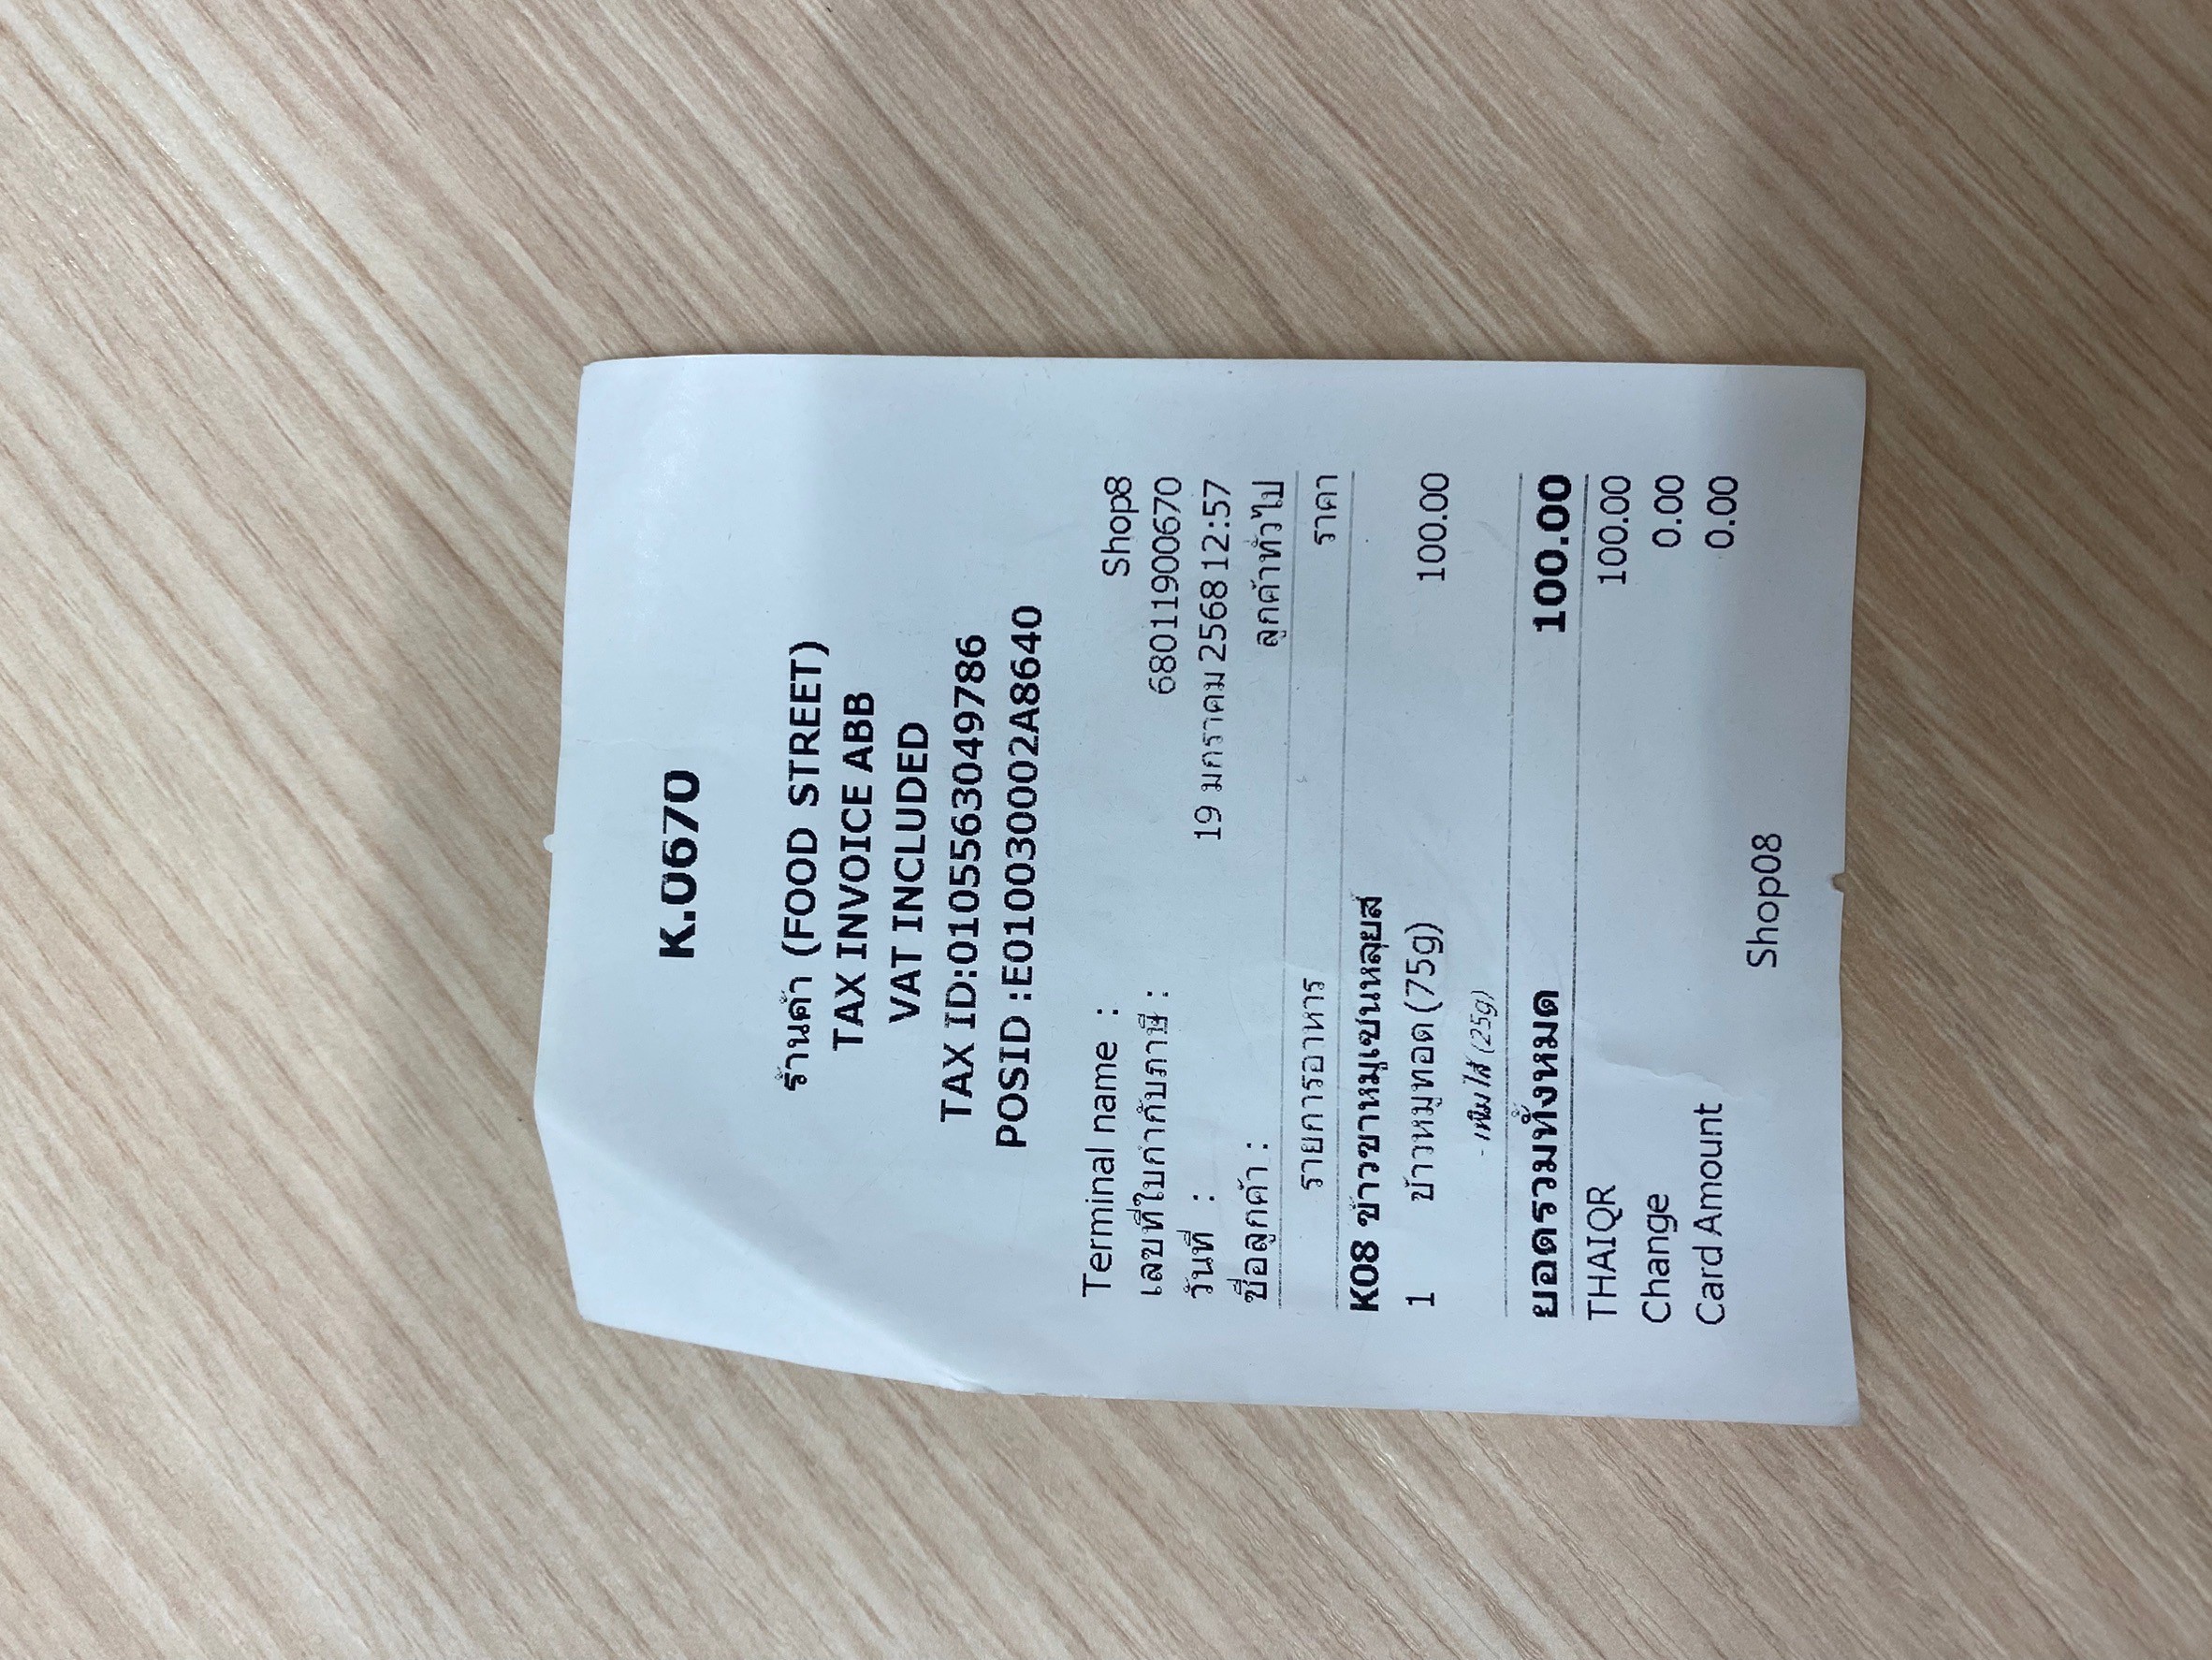 K.0670
ร้านค้า (FOOD STREET)
TAX INVOICE ABB
VAT INCLUDED
TAX ID:0105563049786
POSID :E010030002A8640
Terminal name : Shop8
เลขที่ใบกำกับภาษี : 68011900670
วันที่ : 19 มกราคม 2568 12:57
ชื่อลูกค้า : ลูกค้าทั่วไป
รายการอาหาร ราคา
K08 ข้าวขาหมูเซนหลุยส์
1 ข้าวหมูทอด (75g) 100.00
- เพิ่มไส้ (25g)
ยอดรวมทั้งหมด 100.00
THAIQR 100.00
Change 0.00
Card Amount 0.00
Shop08